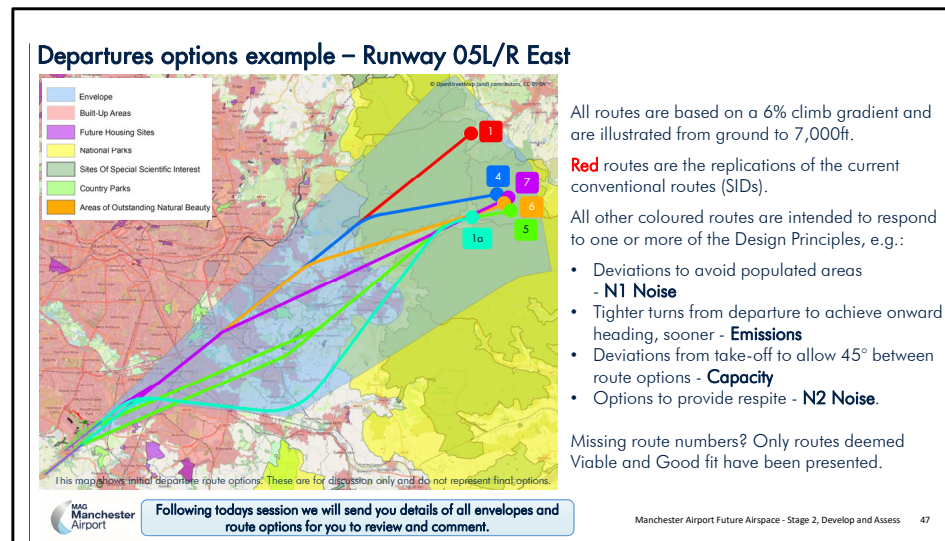 Departures options example – Runway 05L/R East
© OpenStreetMap (and) contributors, CC-BY-SA
Envelope
Built-Up Areas
Future Housing Sites
National Parks
Sites Of Special Scientific Interest
Country Parks
Areas of Outstanding Natural Beauty
1
4
7
6
5
1a
Salford
Manchester
This map shows initial departure route options. These are for discussion only and do not represent final options.
All routes are based on a 6% climb gradient and
are illustrated from ground to 7,000ft.
Red routes are the replications of the current
conventional routes (SIDs).
All other coloured routes are intended to respond
to one or more of the Design Principles, e.g.:
• Deviations to avoid populated areas
- N1 Noise
• Tighter turns from departure to achieve onward
heading, sooner - Emissions
• Deviations from take-off to allow 45° between
route options - Capacity
• Options to provide respite - N2 Noise.
Missing route numbers? Only routes deemed
Viable and Good fit have been presented.
MAG
Manchester
Airport
Following todays session we will send you details of all envelopes and
route options for you to review and comment.
Manchester Airport Future Airspace - Stage 2, Develop and Assess 47